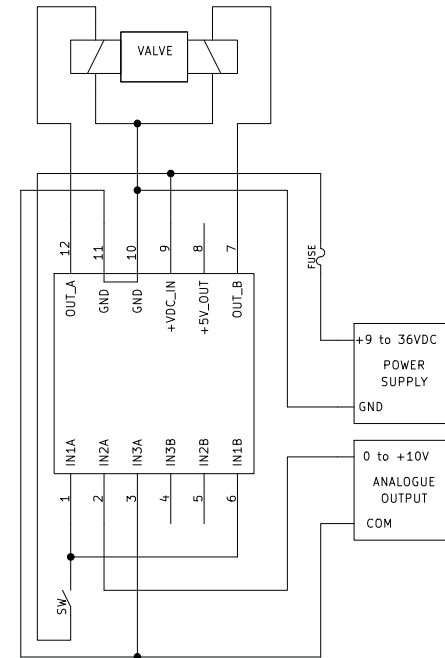 VALVE
12
11
10
9
8
7
FUSE
OUT_A
GND
GND
+VDC_IN
+5V_OUT
OUT_B
+9 to 36VDC
POWER
SUPPLY
GND
IN1A
IN2A
IN3A
IN3B
IN2B
IN1B
0 to +10V
ANALOGUE
OUTPUT
COM
1
2
3
4
5
6
SW